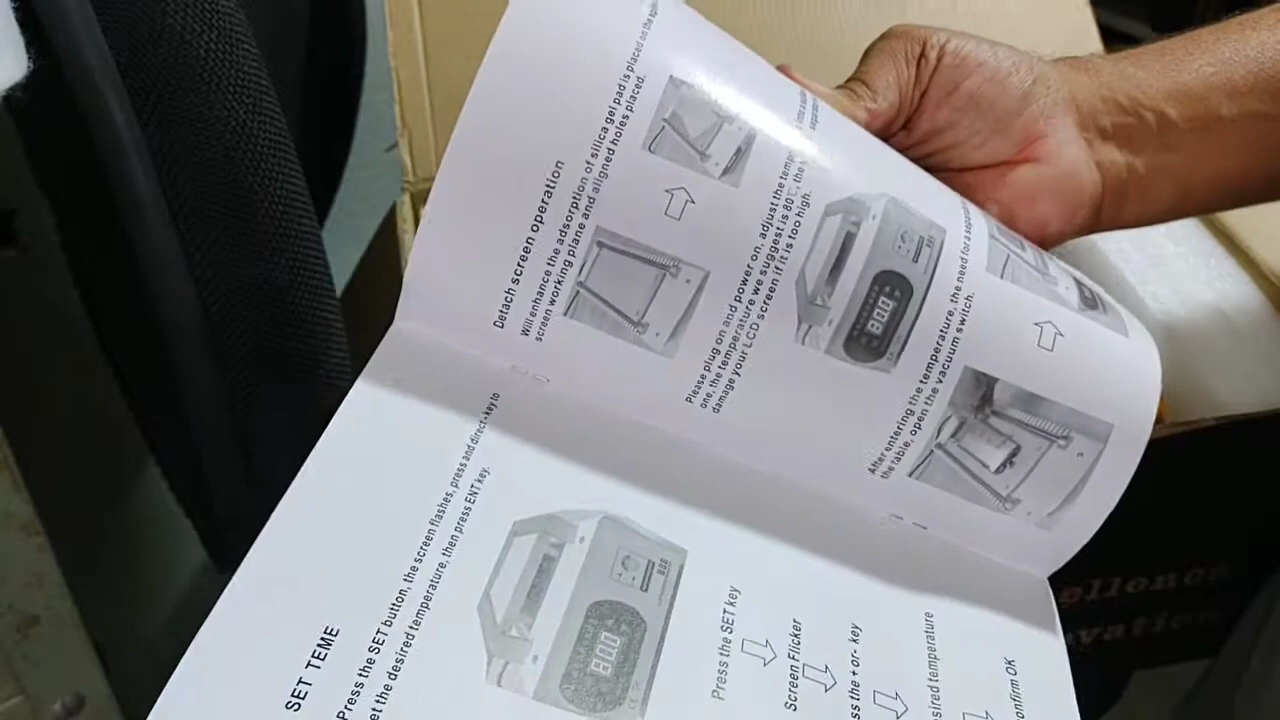 Detach screen operation
Will enhance the adsorption of silica gel pad is placed on the
screen working plane and aligned holes placed.
Please plug on and power on, adjust the
one, the temperature we suggest is 80℃, the
damage your LCD screen if it is too high.
After entering the temperature, the need for a
the table, open the vacuum switch.
SET TEME
Press the SET button, the screen flashes, press and direct + key to
the desired temperature, then press ENT key.
Press the SET key
Screen Flicker
the + or - key
temperature
OK
800
800